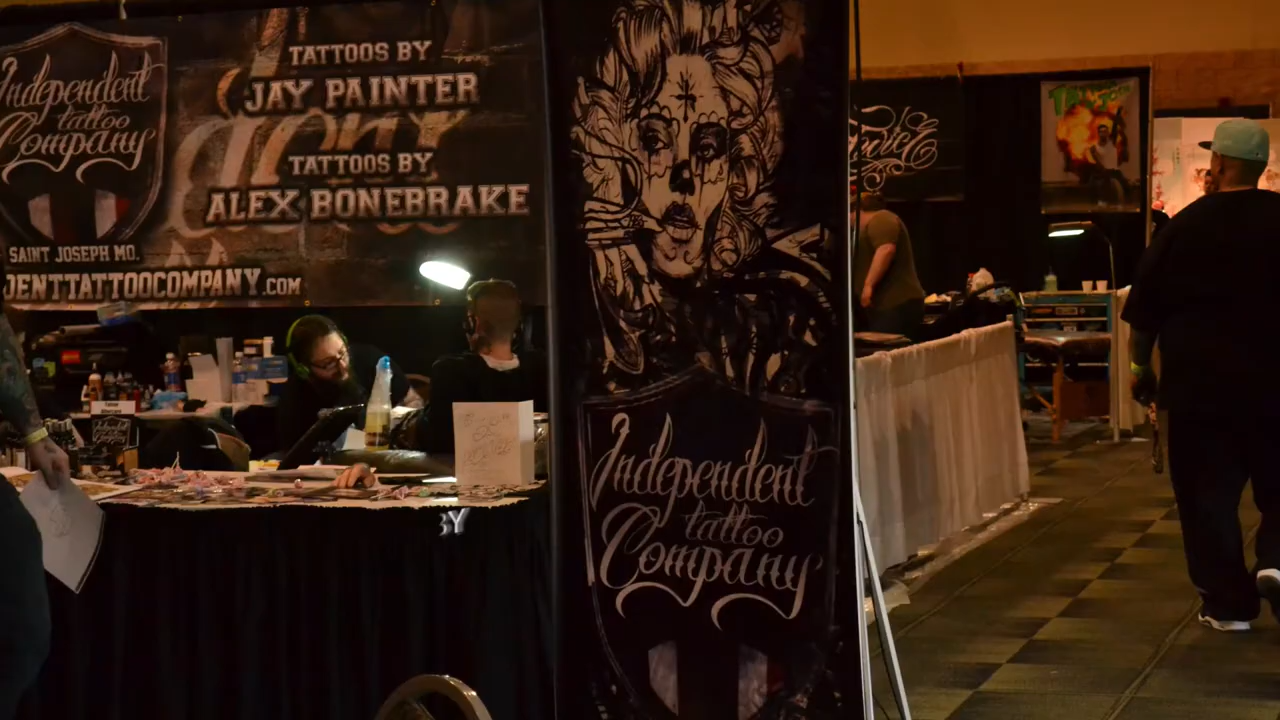 Independent
tattoo
Company
TATTOOS BY
JAY PAINTER
TATTOOS BY
ALEX BONEBRAKE
SAINT JOSEPH MO.
DENTTATTOOCOMPANY.COM
Independent
tattoo
Company
BY